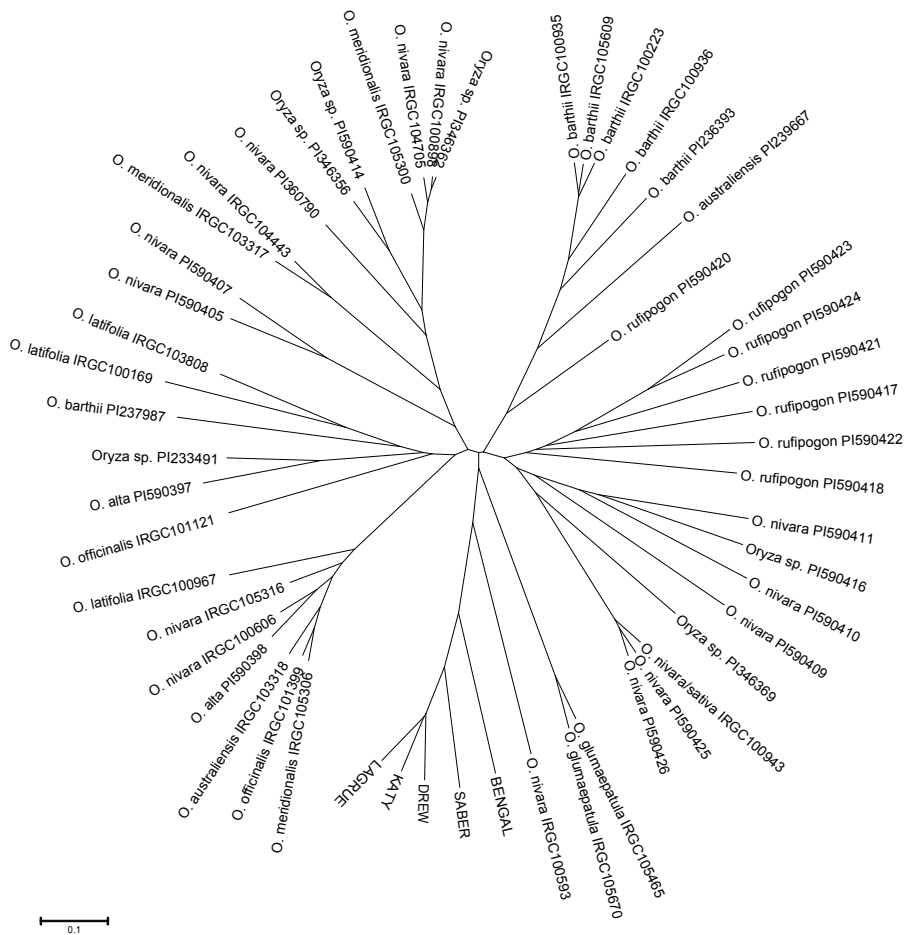 O. barthii IRGC100935
O. barthii IRGC105609
O. barthii IRGC100223
O. barthii IRGC100936
O. barthii PI236393
O. australiensis PI239667
O. rufipogon PI590420
O. rufipogon PI590423
O. rufipogon PI590424
O. rufipogon PI590421
O. rufipogon PI590417
O. rufipogon PI590422
O. rufipogon PI590418
O. nivara PI590411
Oryza sp. PI590416
O. nivara PI590410
O. nivara PI590409
Oryza sp. PI346369
O. nivara/sativa IRGC100943
O. nivara PI590425
O. nivara PI590426
O. glumaepatula IRGC105465
O. glumaepatula IRGC105670
O. nivara IRGC100593
BENGAL
SABER
DREW
KATY
LAGRUE
O. meridionalis IRGC105306
O. officinalis IRGC101399
O. australiensis IRGC103318
O. alta PI590398
O. nivara IRGC100606
O. nivara IRGC105316
O. latifolia IRGC100967
O. officinalis IRGC101121
O. alta PI590397
Oryza sp. PI233491
O. barthii PI237987
O. latifolia IRGC100169
O. latifolia IRGC103808
O. nivara PI590405
O. nivara PI590407
O. meridionalis IRGC103317
O. nivara IRGC104443
O. nivara PI360790
Oryza sp. PI346356
Oryza sp. PI590414
O. meridionalis IRGC105300
O. nivara IRGC104705
O. nivara IRGC100898
Oryza sp. PI346362
0.1